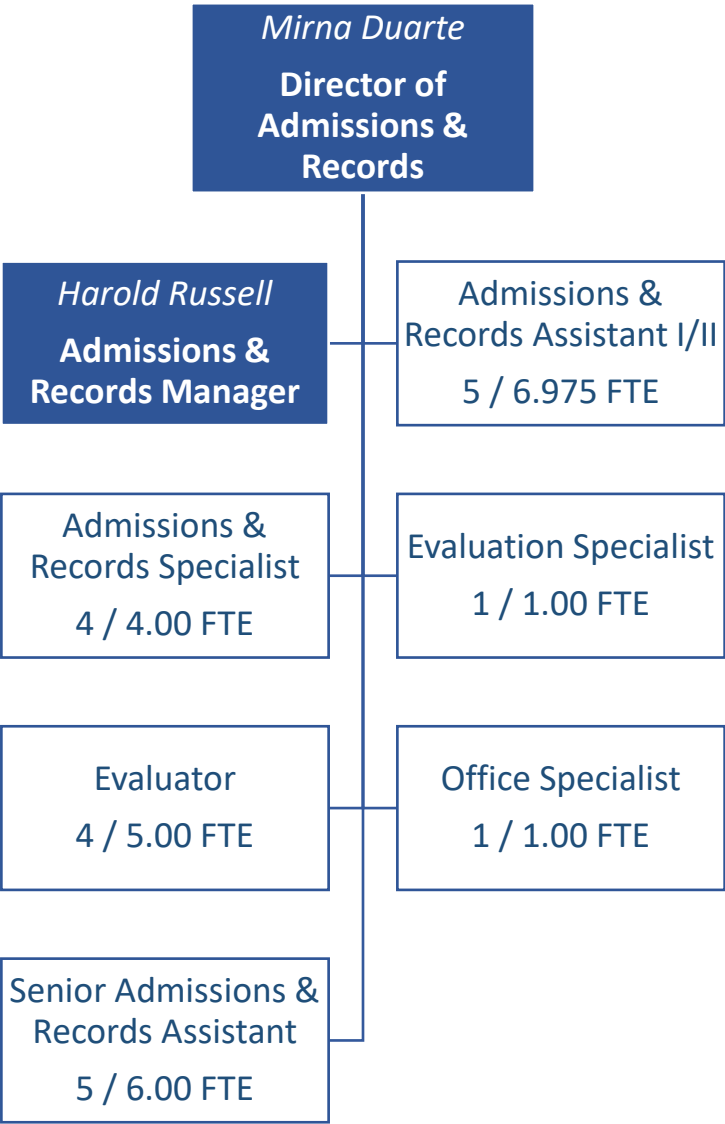 Mirna Duarte
Director of
Admissions &
Records
Harold Russell
Admissions &
Records Manager
Admissions &
Records Assistant I/II
5 / 6.975 FTE
Admissions &
Records Specialist
4 / 4.00 FTE
Evaluation Specialist
1 / 1.00 FTE
Evaluator
4 / 5.00 FTE
Office Specialist
1 / 1.00 FTE
Senior Admissions &
Records Assistant
5 / 6.00 FTE